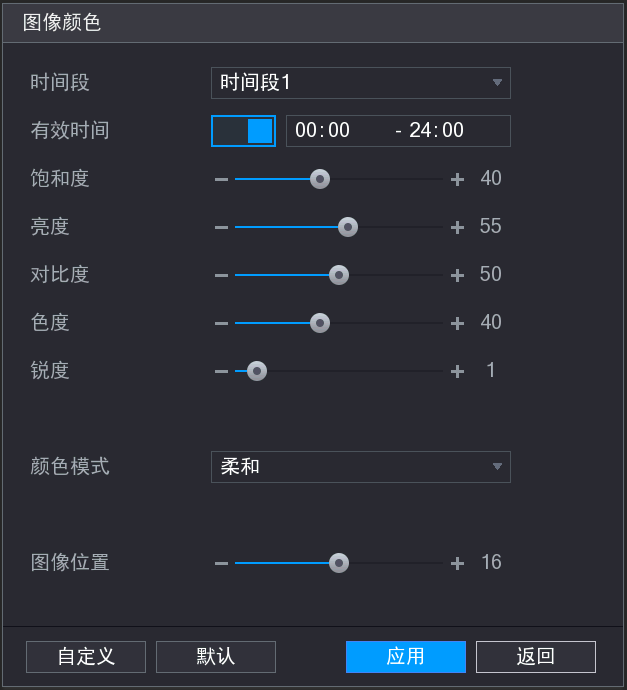 图像颜色
时间段 时间段1
有效时间 00:00 - 24:00
饱和度 40
亮度 55
对比度 50
色度 40
锐度 1
颜色模式 柔和
图像位置 16
自定义 默认 应用 返回